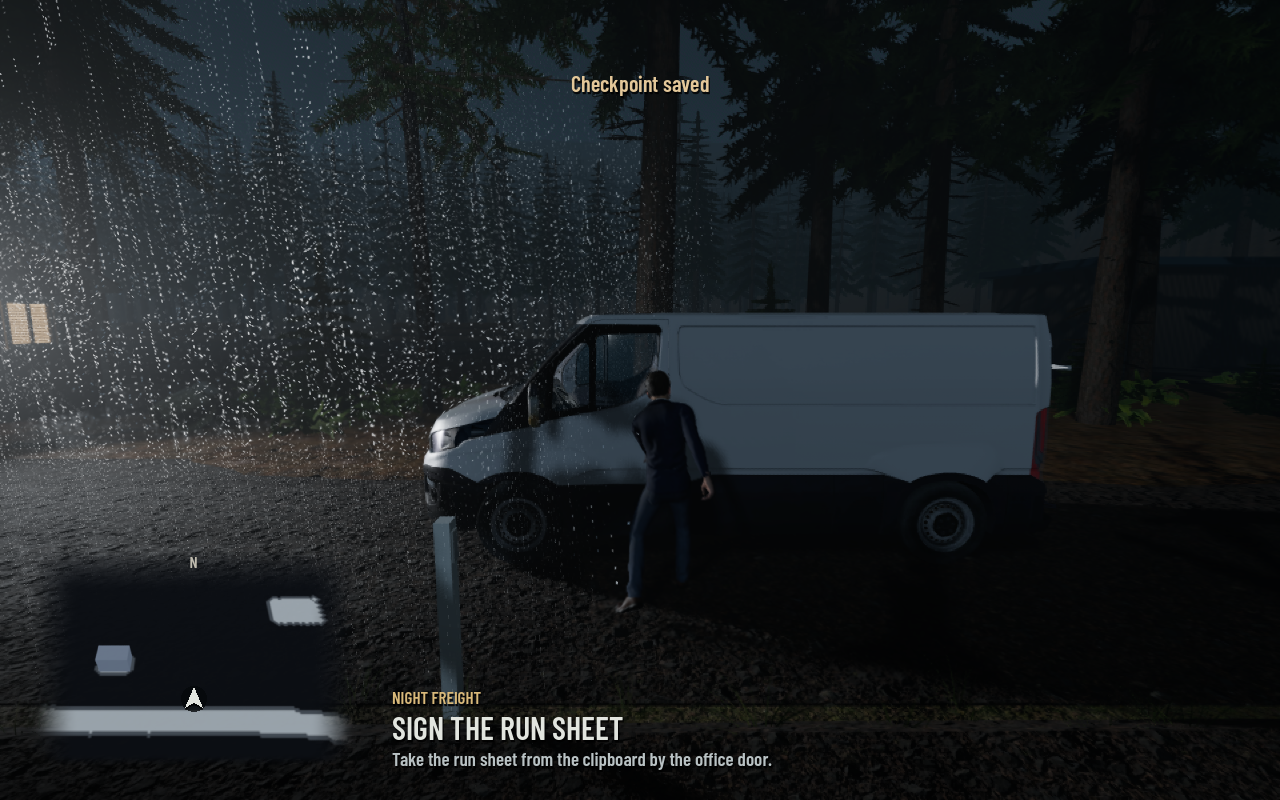 Checkpoint saved
N
NIGHT FREIGHT
SIGN THE RUN SHEET
Take the run sheet from the clipboard by the office door.